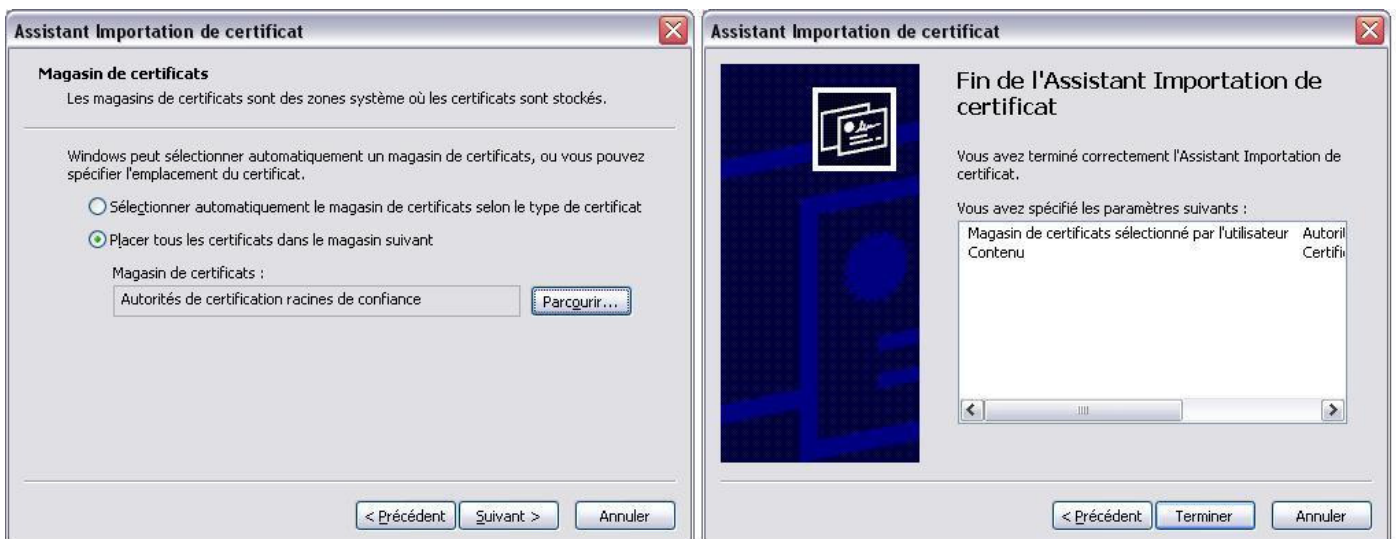 Assistant Importation de certificat
Magasin de certificats
Les magasins de certificats sont des zones système où les certificats sont stockés.
Windows peut sélectionner automatiquement un magasin de certificats, ou vous pouvez
spécifier l'emplacement du certificat.
Sélectionner automatiquement le magasin de certificats selon le type de certificat
Placer tous les certificats dans le magasin suivant
Magasin de certificats :
Autorités de certification racines de confiance Parcourir...
< Précédent Suivant > Annuler
Assistant Importation de certificat
Fin de l'Assistant Importation de
certificat
Vous avez terminé correctement l'Assistant Importation de
certificat.
Vous avez spécifié les paramètres suivants :
Magasin de certificats sélectionné par l'utilisateur
Contenu
< Précédent Terminer Annuler